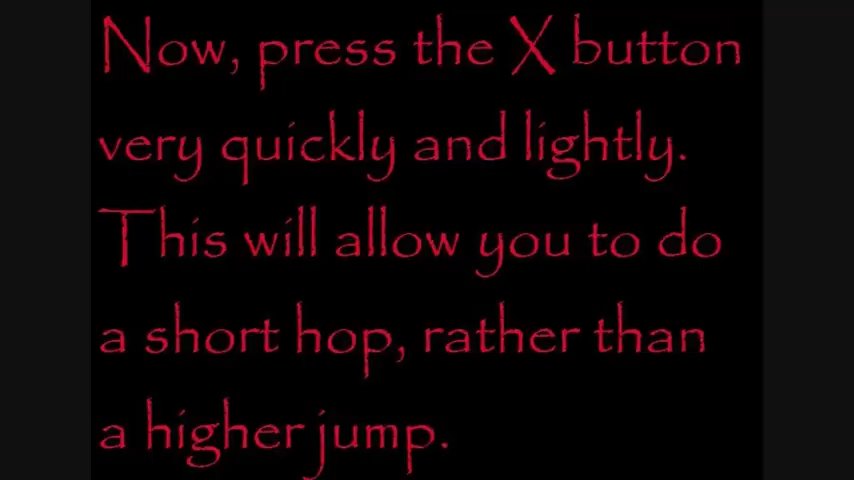 Now, press the X button
very quickly and lightly.
This will allow you to do
a short hop, rather than
a higher jump.